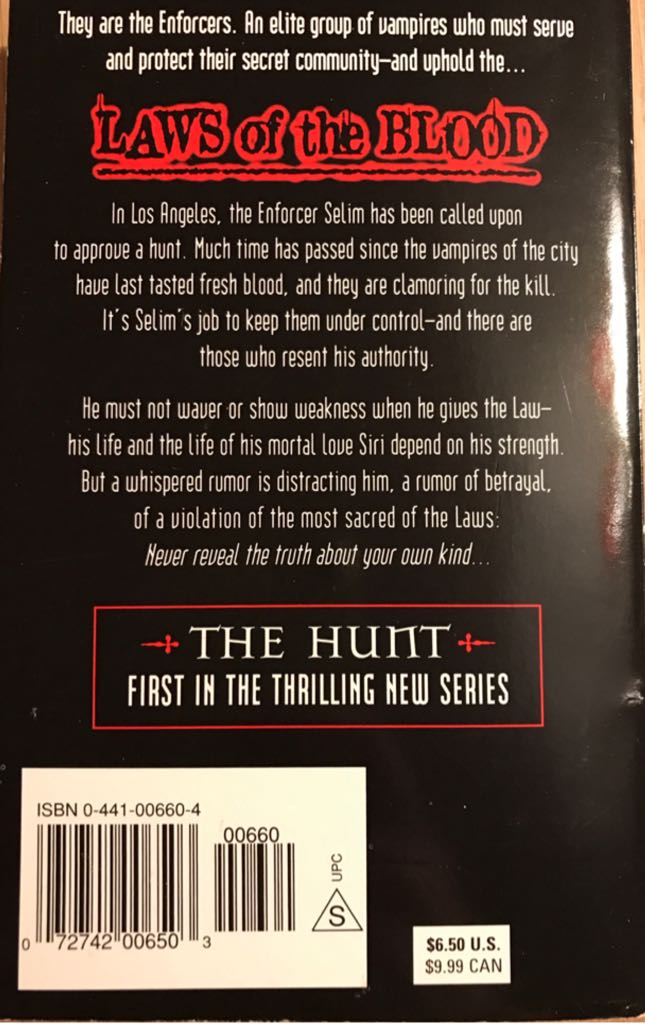 They are the Enforcers. An elite group of vampires who must serve
and protect their secret community—and uphold the...
LAWS of the BLOOD
In Los Angeles, the Enforcer Selim has been called upon
to approve a hunt. Much time has passed since the vampires of the city
have last tasted fresh blood, and they are clamoring for the kill.
It's Selim's job to keep them under control—and there are
those who resent his authority.
He must not waver or show weakness when he gives the Law—
his life and the life of his mortal love Siri depend on his strength.
But a whispered rumor is distracting him, a rumor of betrayal,
of a violation of the most sacred of the Laws:
Never reveal the truth about your own kind...
THE HUNT
FIRST IN THE THRILLING NEW SERIES
ISBN 0-441-00660-4
00660
UPC
S
0 72742 00650 3
$6.50 U.S.
$9.99 CAN